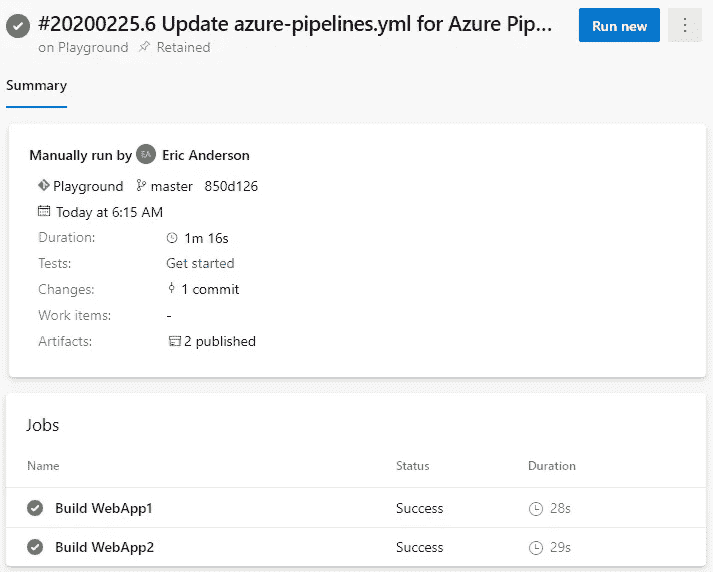 #20200225.6 Update azure-pipelines.yml for Azure Pip...
Run new
on Playground Retained
Summary
Manually run by EA Eric Anderson
Playground master 850d126
Today at 6:15 AM
Duration: 1m 16s
Tests: Get started
Changes: 1 commit
Work items: -
Artifacts: 2 published
Jobs
Name Status Duration
Build WebApp1 Success 28s
Build WebApp2 Success 29s